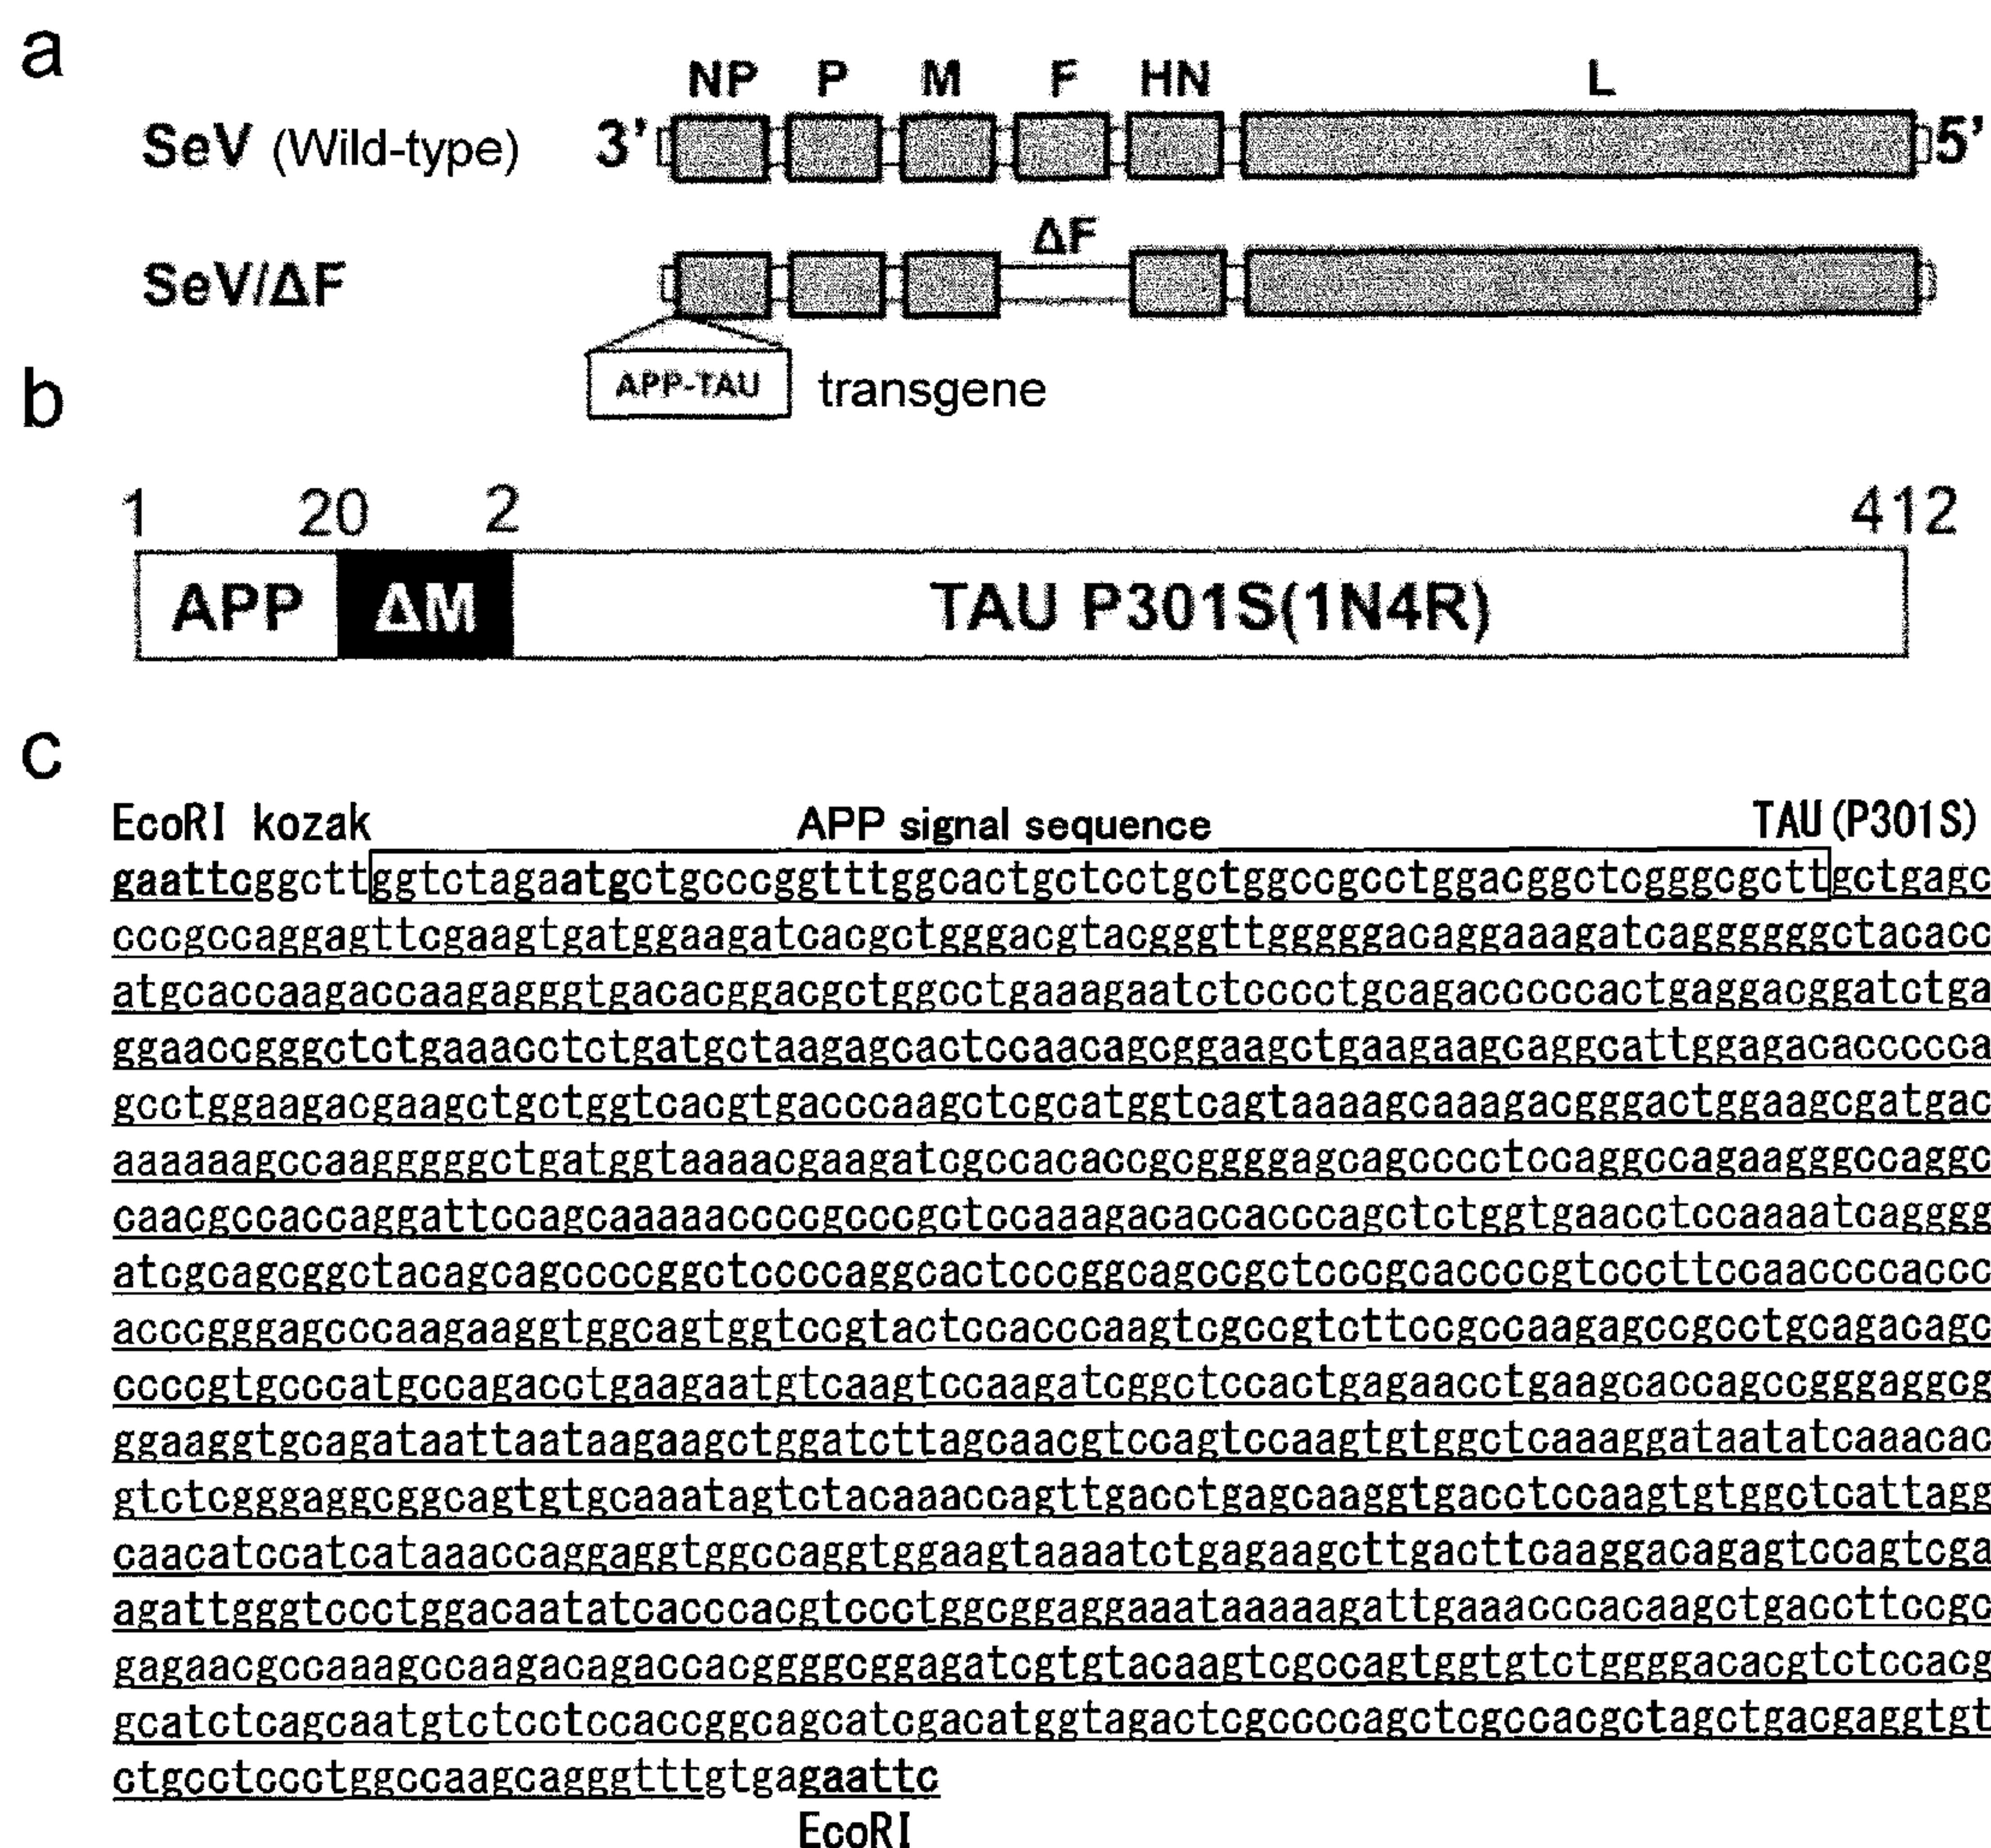 a
NP P M F HN L
SeV (Wild-type) 3’ 5’
ΔF
SeV/ΔF
APP-TAU transgene
b
1 20 2 412
APP ΔM TAU P301S(1N4R)
c
EcoRI kozak APP signal sequence TAU(P301S)
gaattcggcttggtctagaatgctgcccggtttggcactgctcctgctggccgcctggacggctcgggcgcttgctgagc
cccgccaggagttcgaagtgatggaagatcacgctgggacgtacgggttgggggacaggaaagatcaggggggctacacc
atgcaccaagaccaagagggtgacacggacgctggcctgaaagaatctcccctgcagacccccactgaggacggatctga
ggaaccgggctctgaaacctctgatgctaagagcactccaacagcggaagctgaagaagcaggcattggagacaccccca
gcctggaagacgaagctgctggtcacgtgacccaagctcgcatggtcagtaaaagcaaagacgggactggaagcgatgac
aaaaaagccaagggggctgatggtaaaacgaagatcgccacaccgcggggagcagcccctccaggccagaagggccaggc
caacgccaccaggattccagcaaaaaccccgcccgctccaaagacaccacccagctctggtgaacctccaaaatcagggg
atcgcagcggctacagcagccccggctccccaggcactcccggcagccgctcccgcaccccgtcccttccaaccccaccc
acccgggagcccaagaaggtggcagtggtccgtactccacccaagtcgccgtcttccgccaagagccgcctgcagacagc
ccccgtgcccatgccagacctgaagaatgtcaagtccaagatcggctccactgagaacctgaagcaccagccgggaggcg
ggaaggtgcagataattaataagaagctggatcttagcaacgtccagtccaagtgtggctcaaaggataatatcaaacac
gtctcgggaggcggcagtgtgcaaatagtctacaaaccagttgacctgagcaaggtgacctccaagtgtggctcattagg
caacatccatcataaaccaggaggtggccaggtggaagtaaaatctgagaagcttgacttcaaggacagagtccagtcga
agattgggtccctggacaatatcacccacgtccctggcggaggaaataaaaagattgaaacccacaagctgaccttccgc
gagaacgccaaagccaagacagaccacggggcggagatcgtgtacaagtcgccagtggtgtctggggacacgtctccacg
gcatctcagcaatgtctcctccaccggcagcatcgacatggtagactcgccccagctcgccacgctagctgacgaggtgt
ctgcctccctggccaagcagggtttgtgagaattc
EcoRI